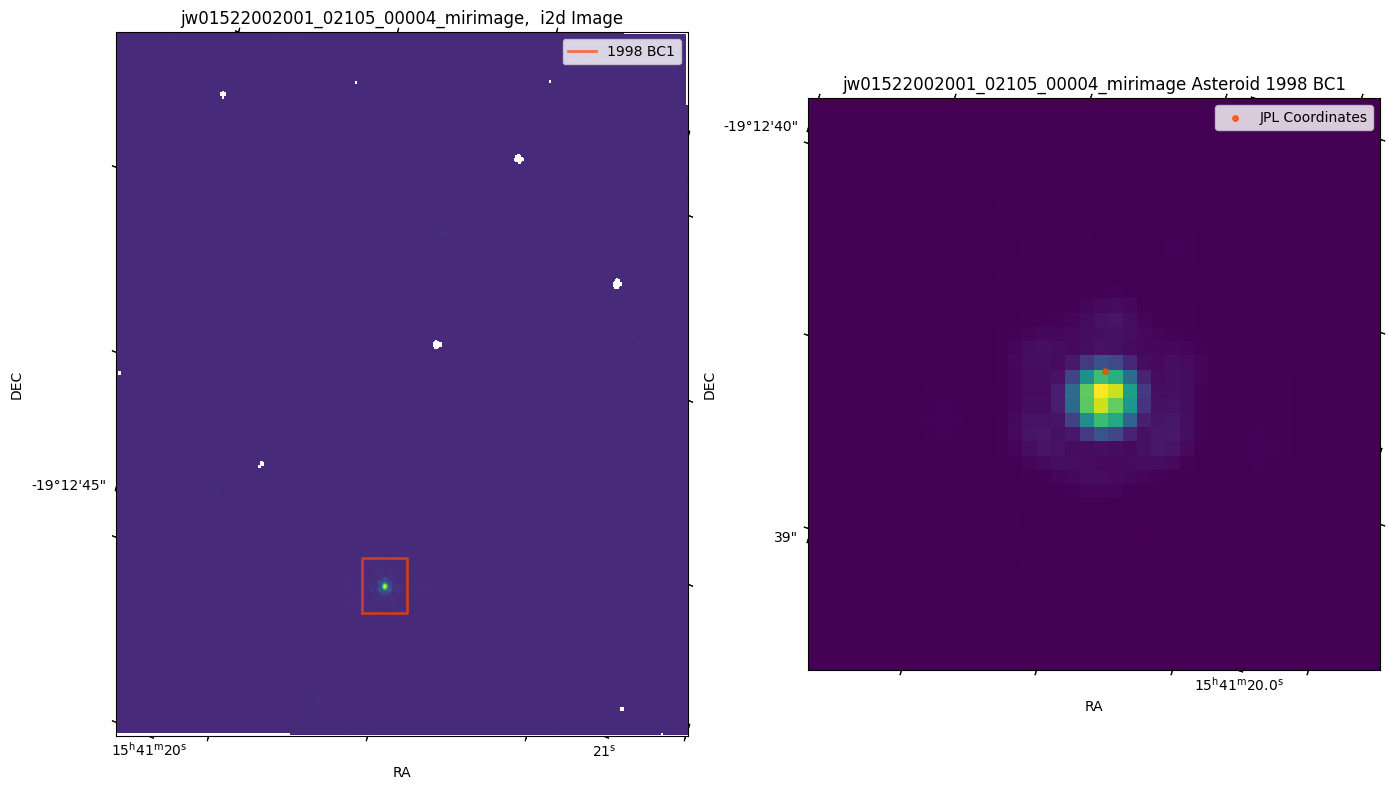 jw01522002001_02105_00004_mirimage,  i2d Image
1998 BC1
DEC
-19°12'45"
15ʰ41ᵐ20ˢ
21ˢ
RA
jw01522002001_02105_00004_mirimage Asteroid 1998 BC1
JPL Coordinates
-19°12'40"
DEC
39"
15ʰ41ᵐ20.0ˢ
RA